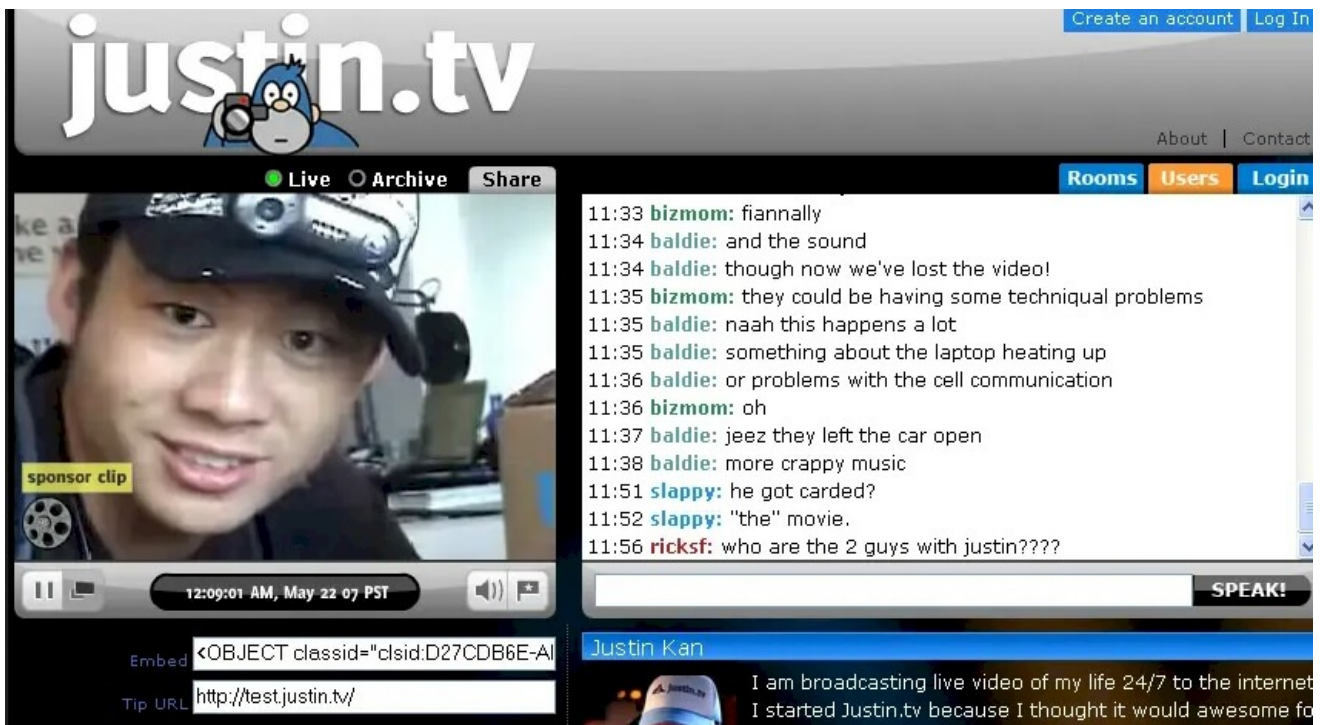 justin.tv
Create an account Log In
About | Contact
Live Archive Share
Rooms Users Login
11:33 bizmom: fiannally
11:34 baldie: and the sound
11:34 baldie: though now we've lost the video!
11:35 bizmom: they could be having some techniqual problems
11:35 baldie: naah this happens a lot
11:35 baldie: something about the laptop heating up
11:36 baldie: or problems with the cell communication
11:36 bizmom: oh
11:37 baldie: jeez they left the car open
11:38 baldie: more crappy music
11:51 slappy: he got carded?
11:52 slappy: "the" movie.
11:56 ricksf: who are the 2 guys with justin????
sponsor clip
12:09:01 AM, May 22 07 PST
SPEAK!
Embed <OBJECT classid="clsid:D27CDB6E-AI
Tip URL http://test.justin.tv/
Justin Kan
I am broadcasting live video of my life 24/7 to the internet
I started Justin.tv because I thought it would awesome fo